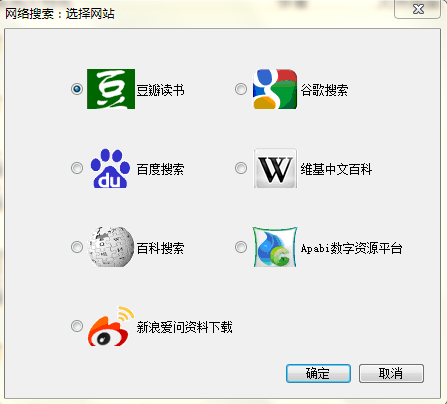 网络搜索：选择网站
豆
豆瓣读书
g
谷歌搜索
du
百度搜索
W
维基中文百科
百科搜索
Apabi数字资源平台
新浪爱问资料下载
确定
取消